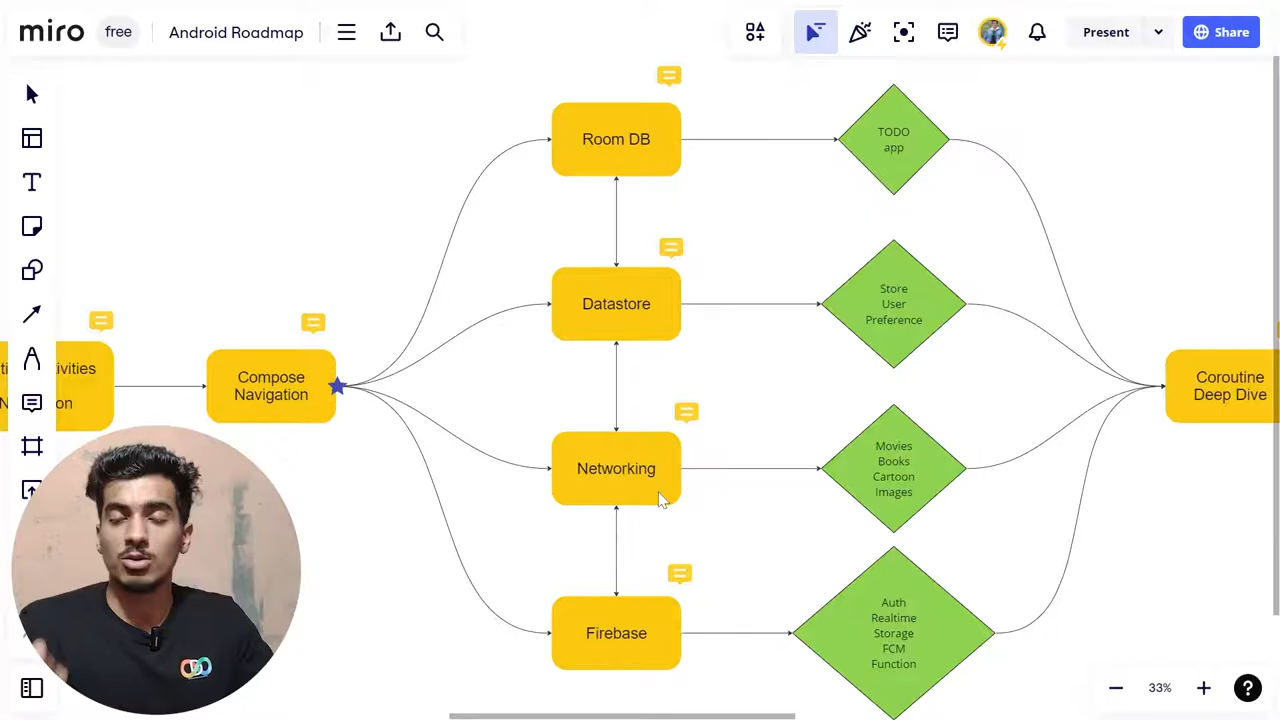 miro
free
Android Roadmap
Present
Share
Room DB
TODO
app
Datastore
Store
User
Preference
Compose
Navigation
Coroutine
Deep Dive
Networking
Movies
Books
Cartoon
Images
Firebase
Auth
Realtime
Storage
FCM
Function
33%